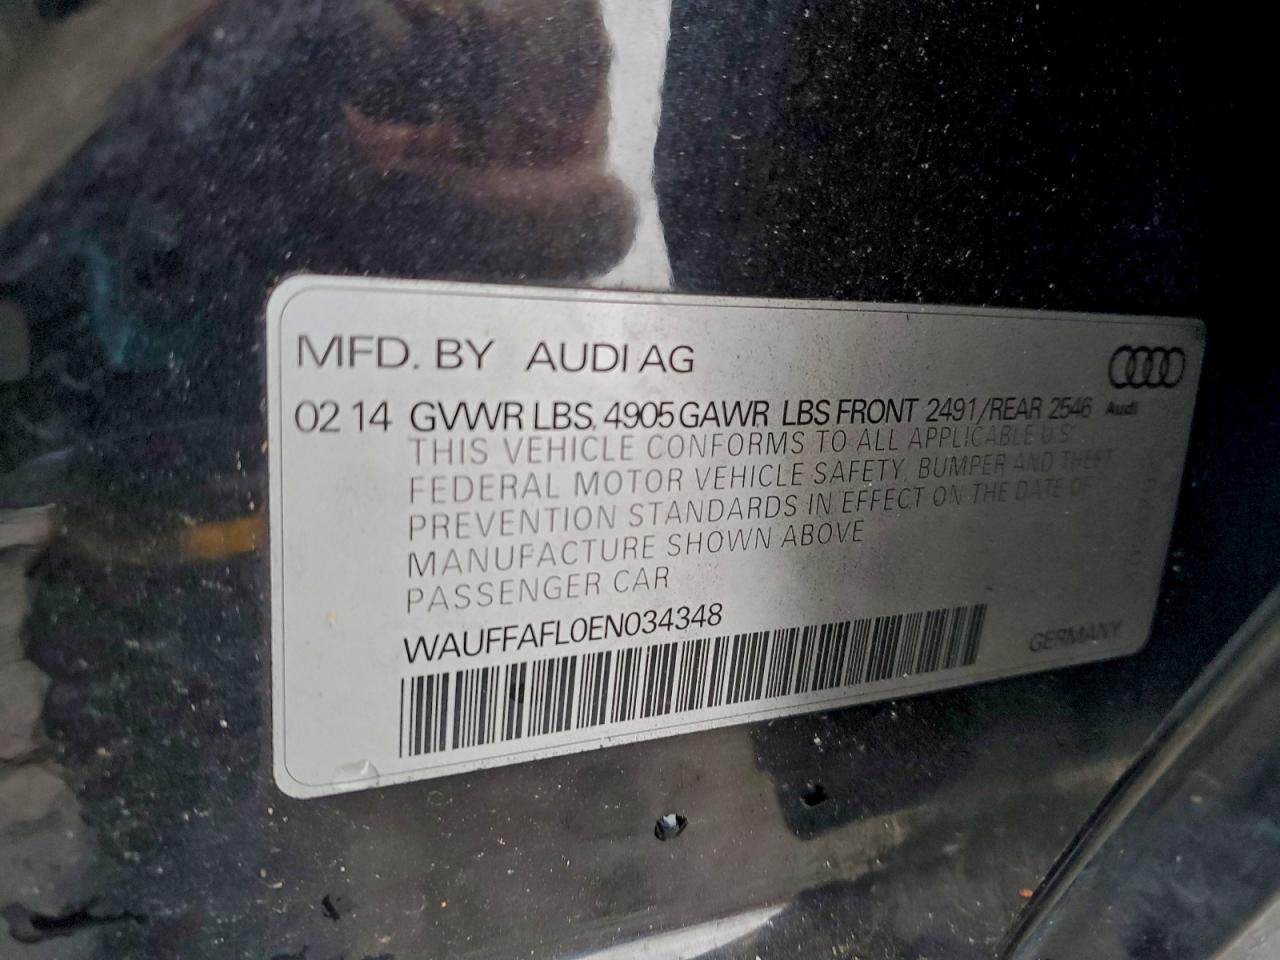 MFD. BY AUDI AG
02 14 GVWR LBS. 4905 GAWR LBS FRONT 2491/REAR 2546 Audi
THIS VEHICLE CONFORMS TO ALL APPLICABLE U.S.
FEDERAL MOTOR VEHICLE SAFETY, BUMPER AND THEFT
PREVENTION STANDARDS IN EFFECT ON THE DATE OF
MANUFACTURE SHOWN ABOVE
PASSENGER CAR
WAUFFAFL0EN034348
GERMANY